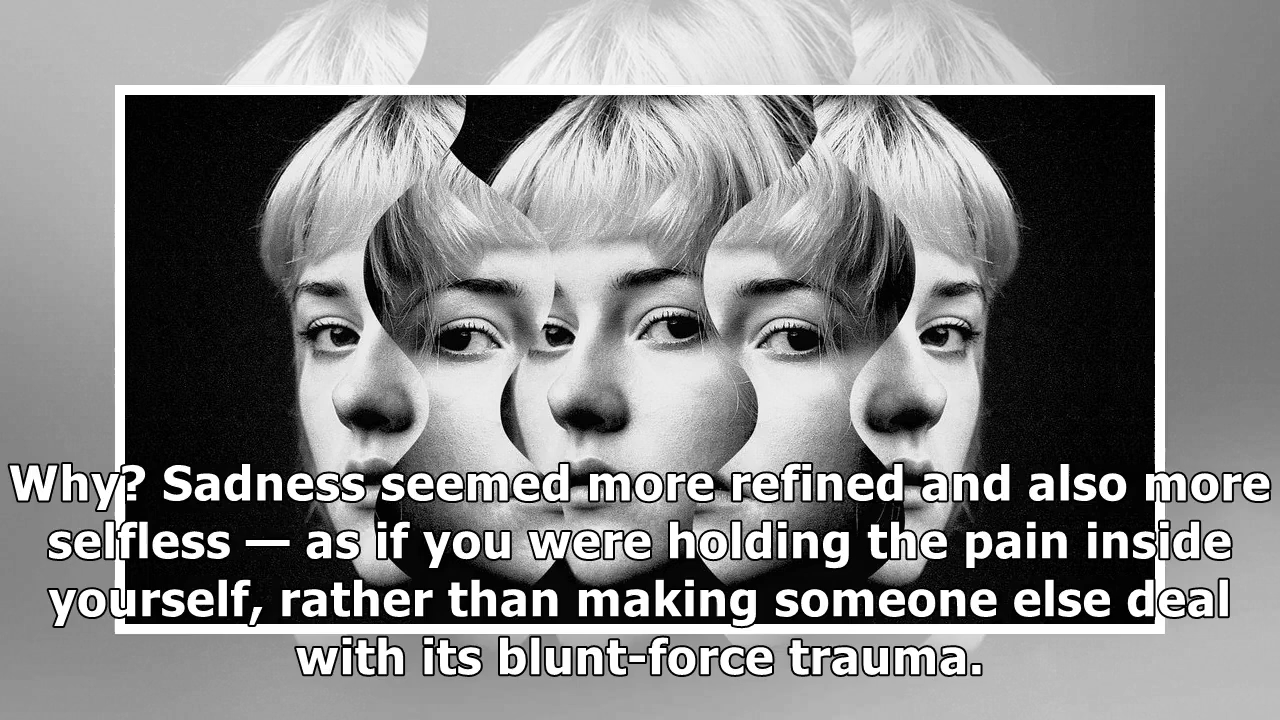 Why? Sadness seemed more refined and also more
selfless — as if you were holding the pain inside
yourself, rather than making someone else deal
with its blunt-force trauma.